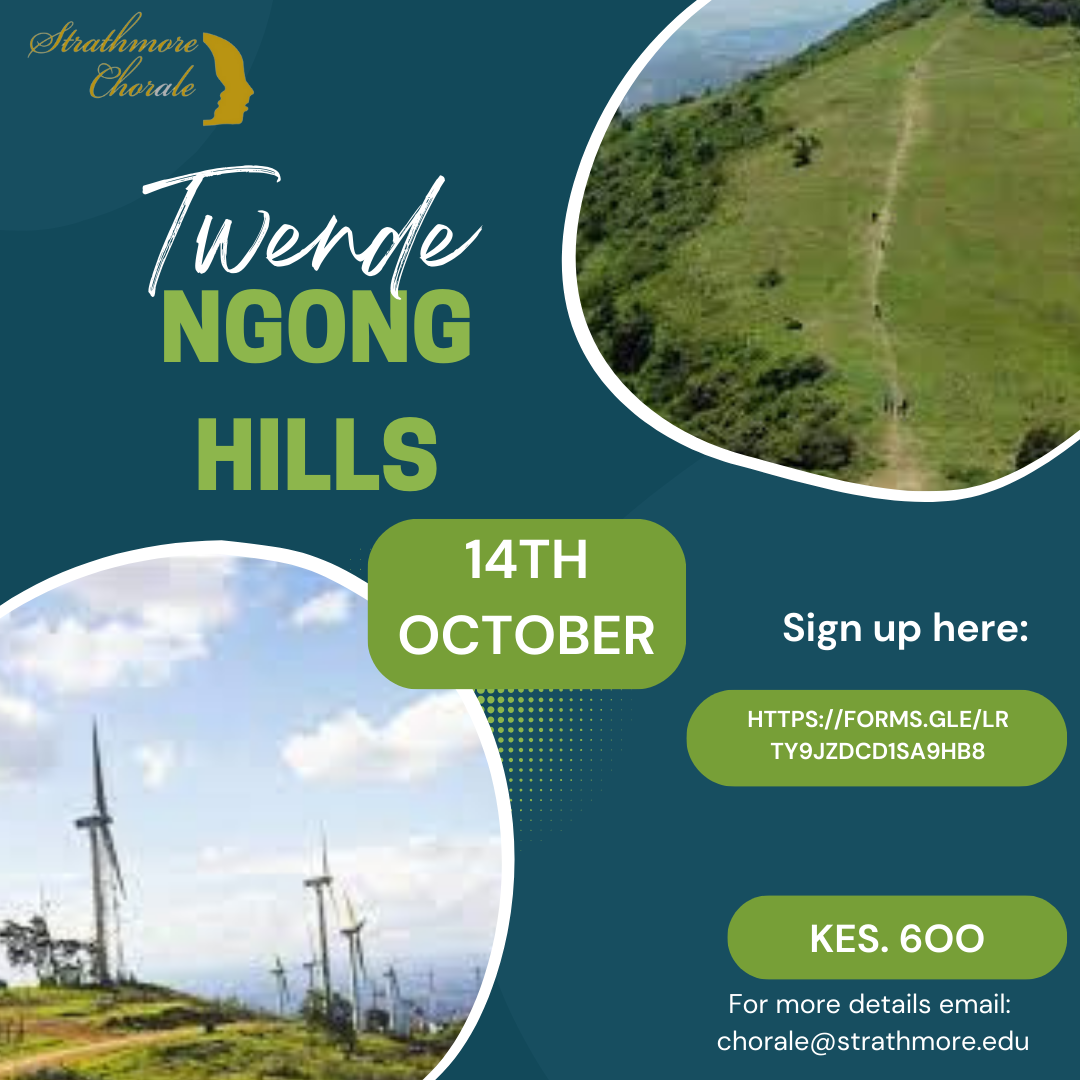 Strathmore
Chorale
Twende
NGONG
HILLS
14TH
OCTOBER
Sign up here:
HTTPS://FORMS.GLE/LR
TY9JZDCD1SA9HB8
KES. 600
For more details email:
chorale@strathmore.edu